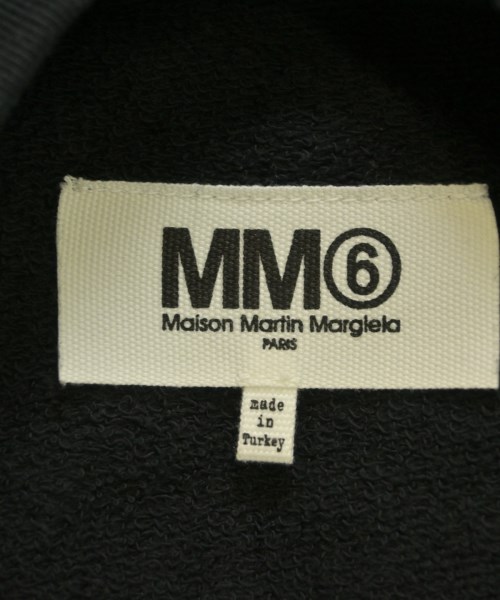 MM⑥
Maison Martin Margiela
PARIS
made
in
Turkey